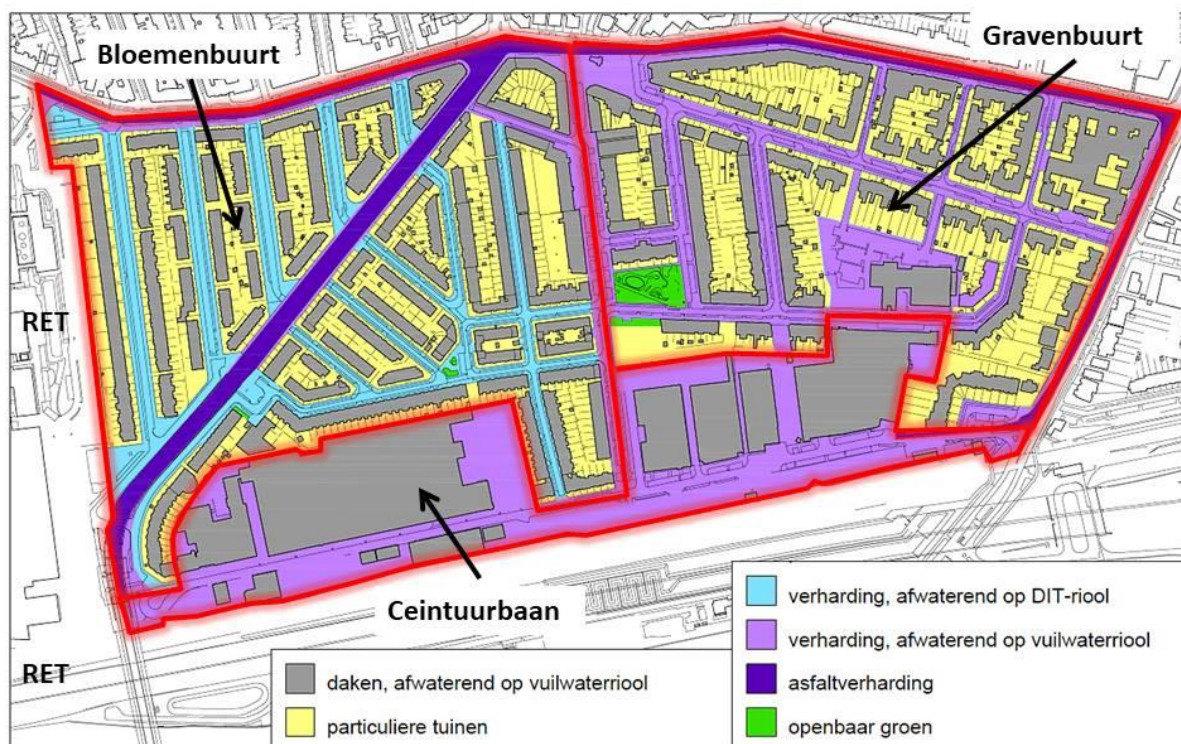 Bloemenbuurt
Gravenbuurt
RET
Ceintuurbaan
RET
daken, afwaterend op vuilwaterriool
particuliere tuinen
verharding, afwaterend op DIT-riool
verharding, afwaterend op vuilwaterriool
asfaltverharding
openbaar groen